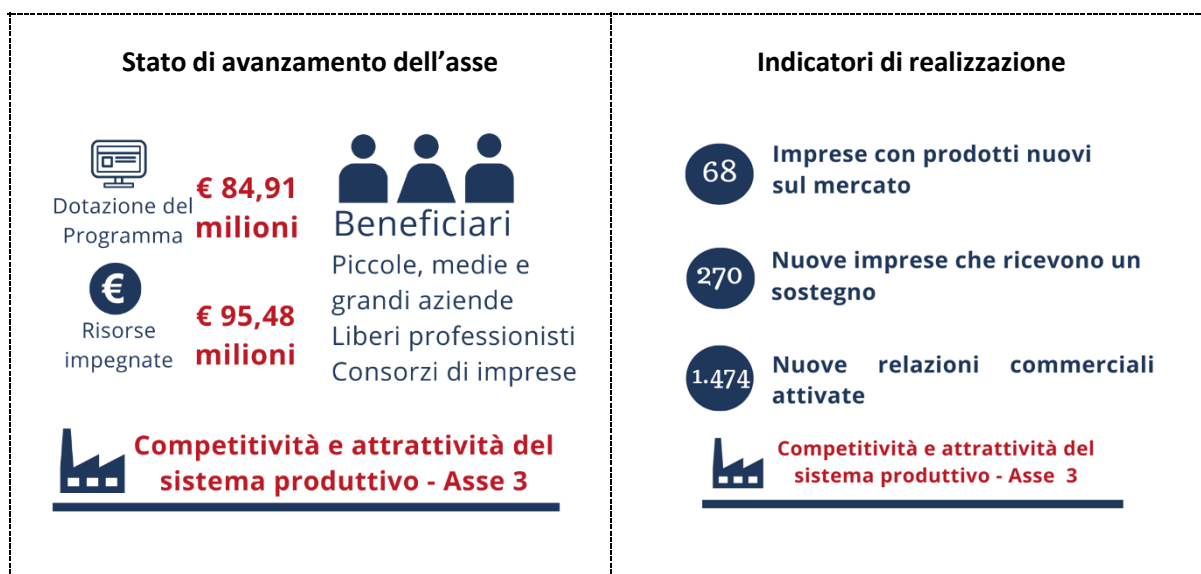 Stato di avanzamento dell'asse
Dotazione del
Programma
€ 84,91
milioni
€
Risorse
impegnate
€ 95,48
milioni
Beneficiari
Piccole, medie e
grandi aziende
Liberi professionisti
Consorzi di imprese
Competitività e attrattività del
sistema produttivo - Asse 3
Indicatori di realizzazione
68
Imprese con prodotti nuovi
sul mercato
270
Nuove imprese che ricevono un
sostegno
1.474
Nuove relazioni commerciali
attivate
Competitività e attrattività del
sistema produttivo - Asse 3